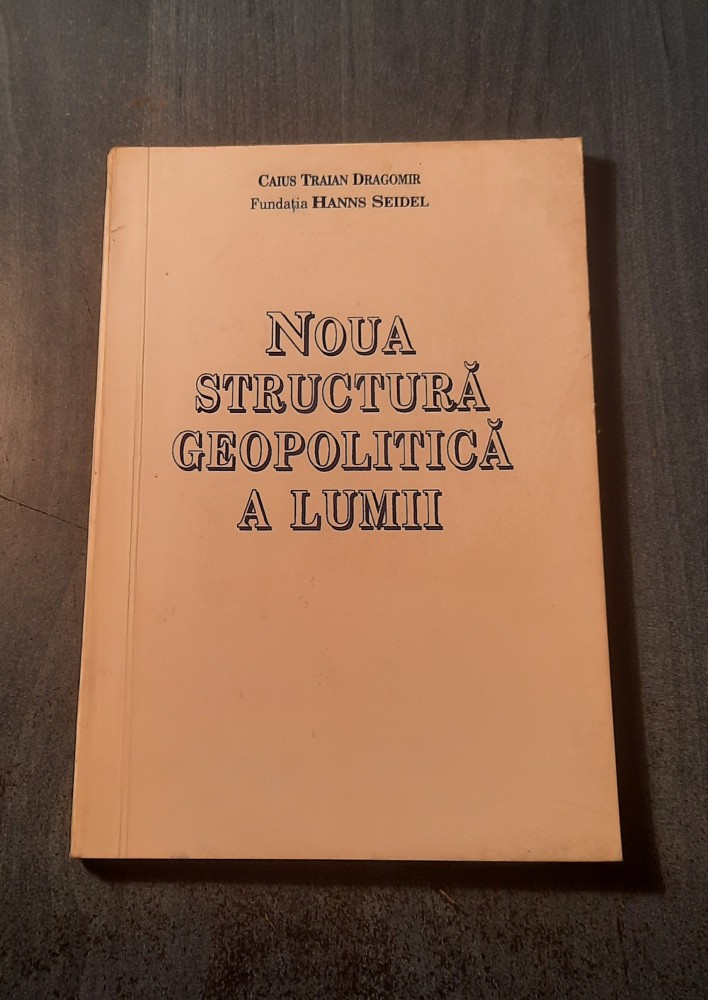 CAIUS TRAIAN DRAGOMIR
Fundația HANNS SEIDEL
NOUA
STRUCTURĂ
GEOPOLITICĂ
A LUMII